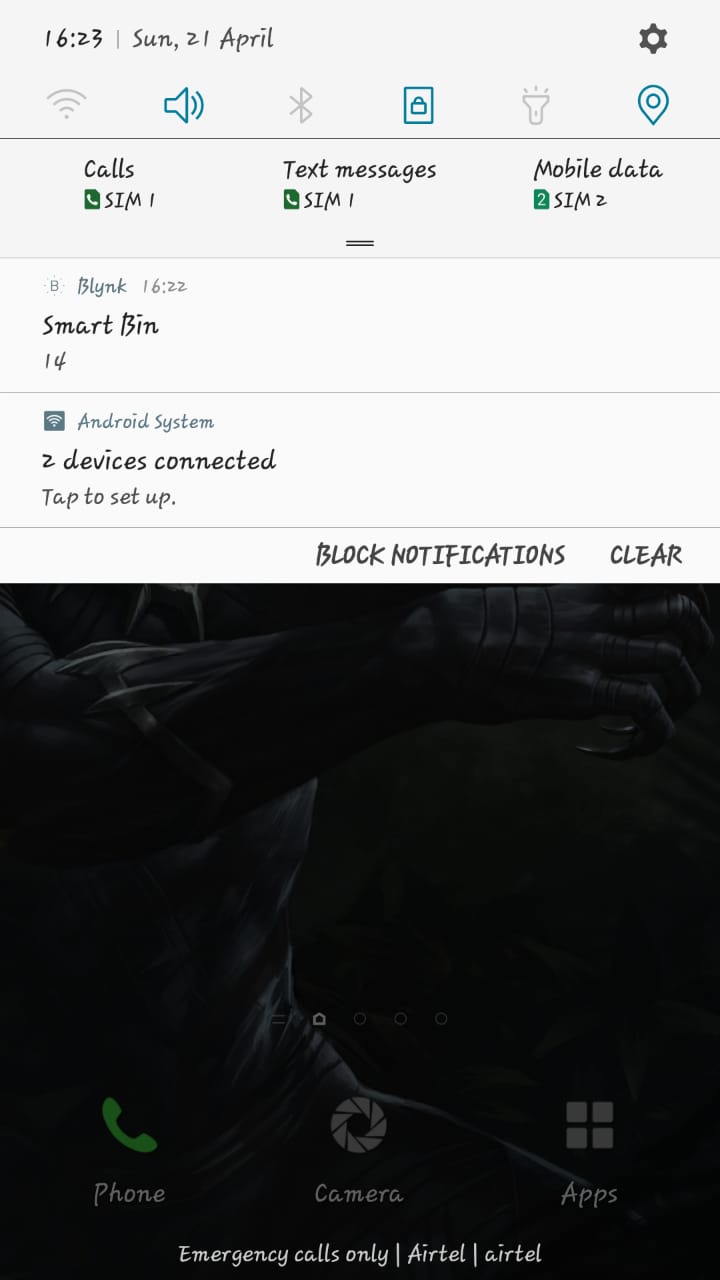 16:23 | Sun, 21 April
Calls Text messages Mobile data
SIM 1 SIM 1 2 SIM 2
B Blynk 16:22
Smart Bin
14
Android System
2 devices connected
Tap to set up.
BLOCK NOTIFICATIONS CLEAR
Phone Camera Apps
Emergency calls only | Airtel | airtel